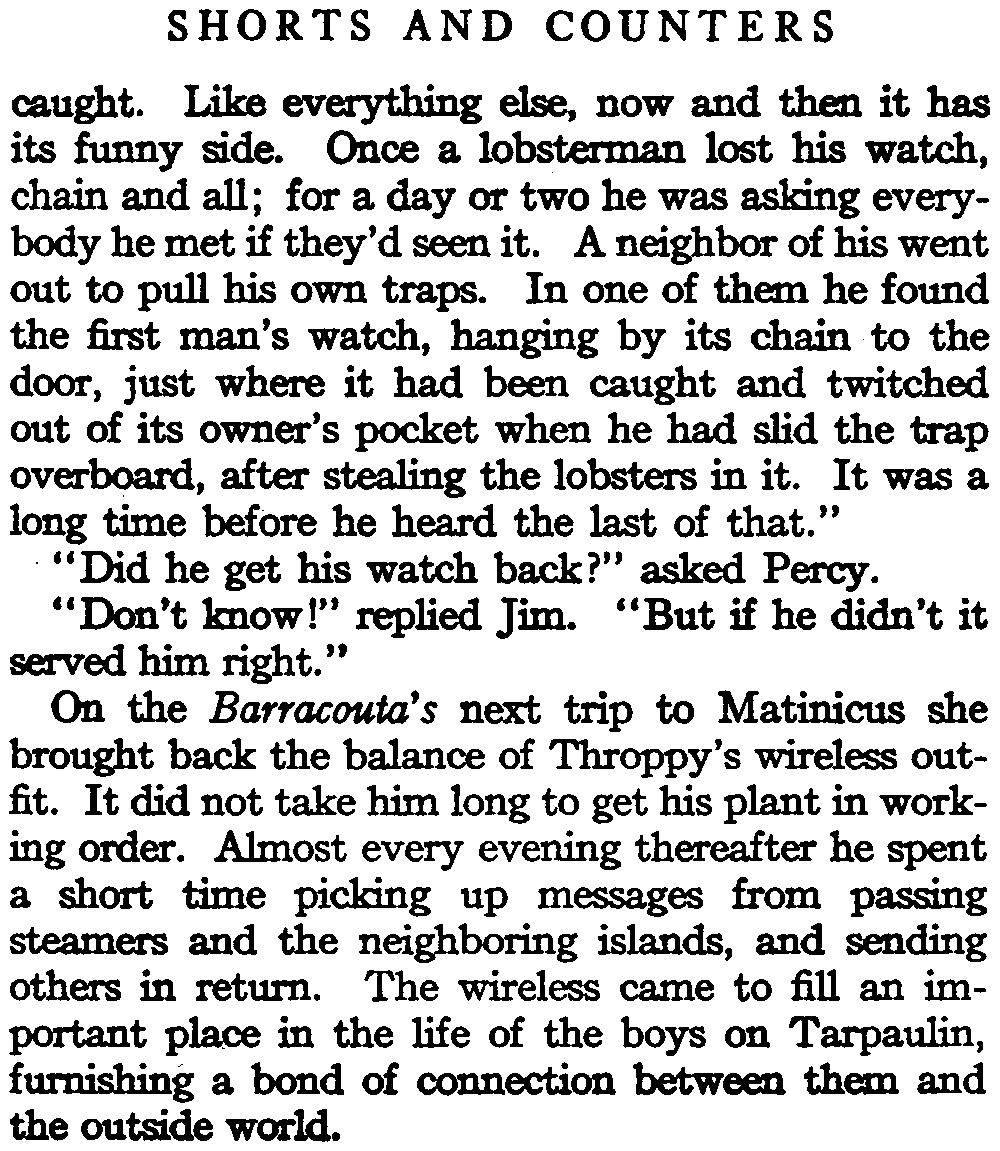 SHORTS AND COUNTERS
caught. Like everything else, now and then it has
its funny side. Once a lobsterman lost his watch,
chain and all; for a day or two he was asking every-
body he met if they'd seen it. A neighbor of his went
out to pull his own traps. In one of them he found
the first man's watch, hanging by its chain to the
door, just where it had been caught and twitched
out of its owner's pocket when he had slid the trap
overboard, after stealing the lobsters in it. It was a
long time before he heard the last of that."
"Did he get his watch back?" asked Percy.
"Don't know!" replied Jim. "But if he didn't it
served him right."
On the Barracouta's next trip to Matinicus she
brought back the balance of Throppy's wireless out-
fit. It did not take him long to get his plant in work-
ing order. Almost every evening thereafter he spent
a short time picking up messages from passing
steamers and the neighboring islands, and sending
others in return. The wireless came to fill an im-
portant place in the life of the boys on Tarpaulin,
furnishing a bond of connection between them and
the outside world.